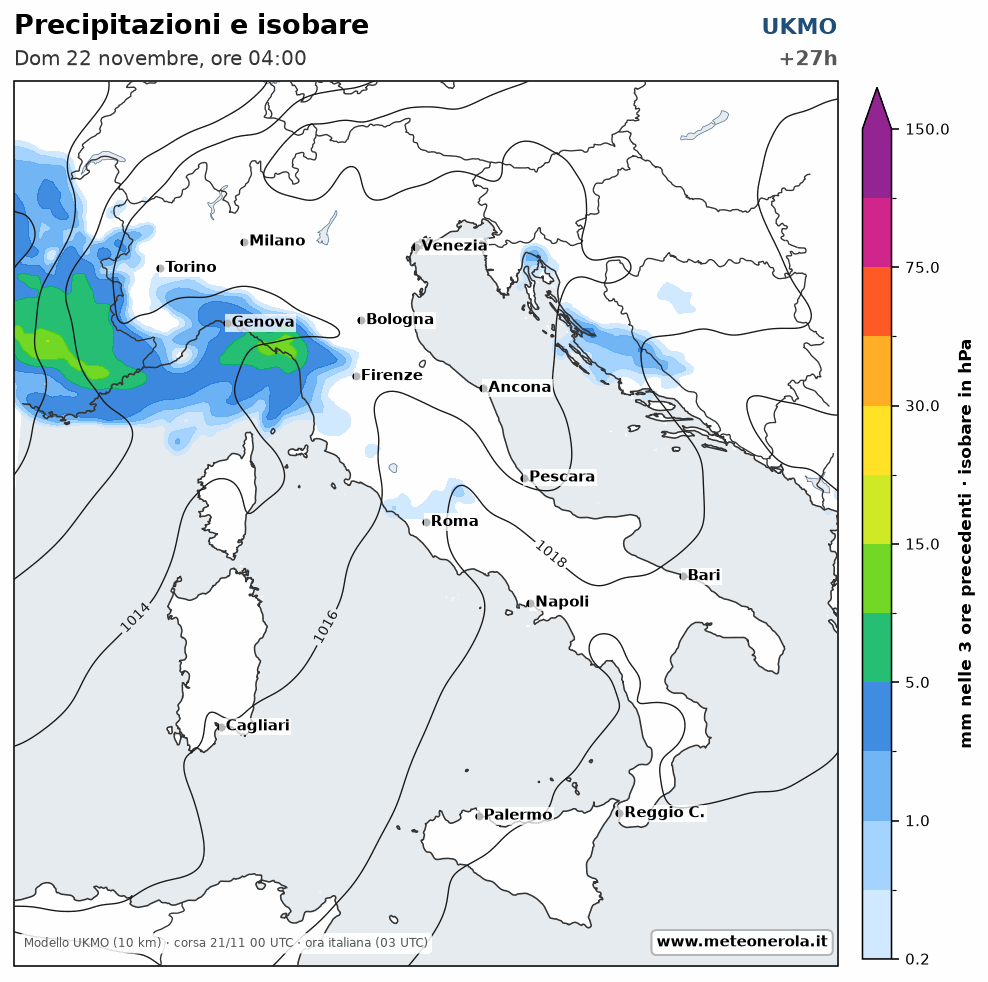 Precipitazioni e isobare
UKMO
Dom 22 novembre, ore 04:00
+27h
Milano
Venezia
Torino
Genova
Bologna
Firenze
Ancona
Pescara
Roma
1018
Bari
Napoli
1014
1016
Cagliari
Palermo
Reggio C.
150.0
75.0
30.0
15.0
5.0
1.0
0.2
mm nelle 3 ore precedenti · isobare in hPa
Modello UKMO (10 km) · corsa 21/11 00 UTC · ora italiana (03 UTC)
www.meteonerola.it